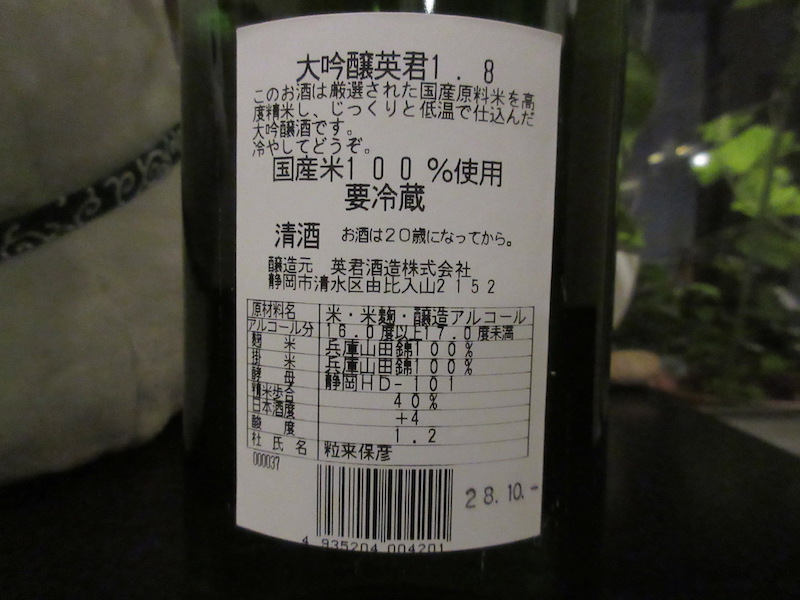 大吟醸英君1.8
このお酒は厳選された国産原料米を高
度精米し、じっくりと低温で仕込んだ
大吟醸酒です。
冷やしてどうぞ。
国産米100%使用
要冷蔵
清酒 お酒は20歳になってから。
醸造元 英君酒造株式会社
静岡市清水区由比入山2152
原材料名 米・米麹・醸造アルコール
アルコール分 16.0度以上17.0度未満
麹米 兵庫山田錦100%
掛米 兵庫山田錦100%
酵母 静岡HD-101
精米歩合 40%
日本酒度 +4
酸度 1.2
杜氏名 粒来保彦
000037
28.10.-
4 935204 004201